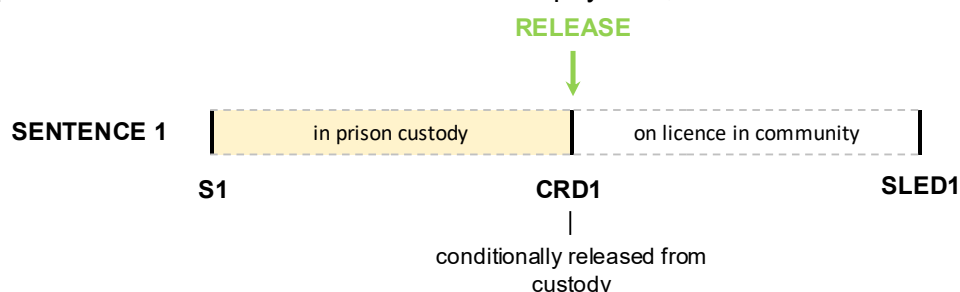 RELEASE
SENTENCE 1
in prison custody
on licence in community
S1
CRD1
SLED1
conditionally released from
custody